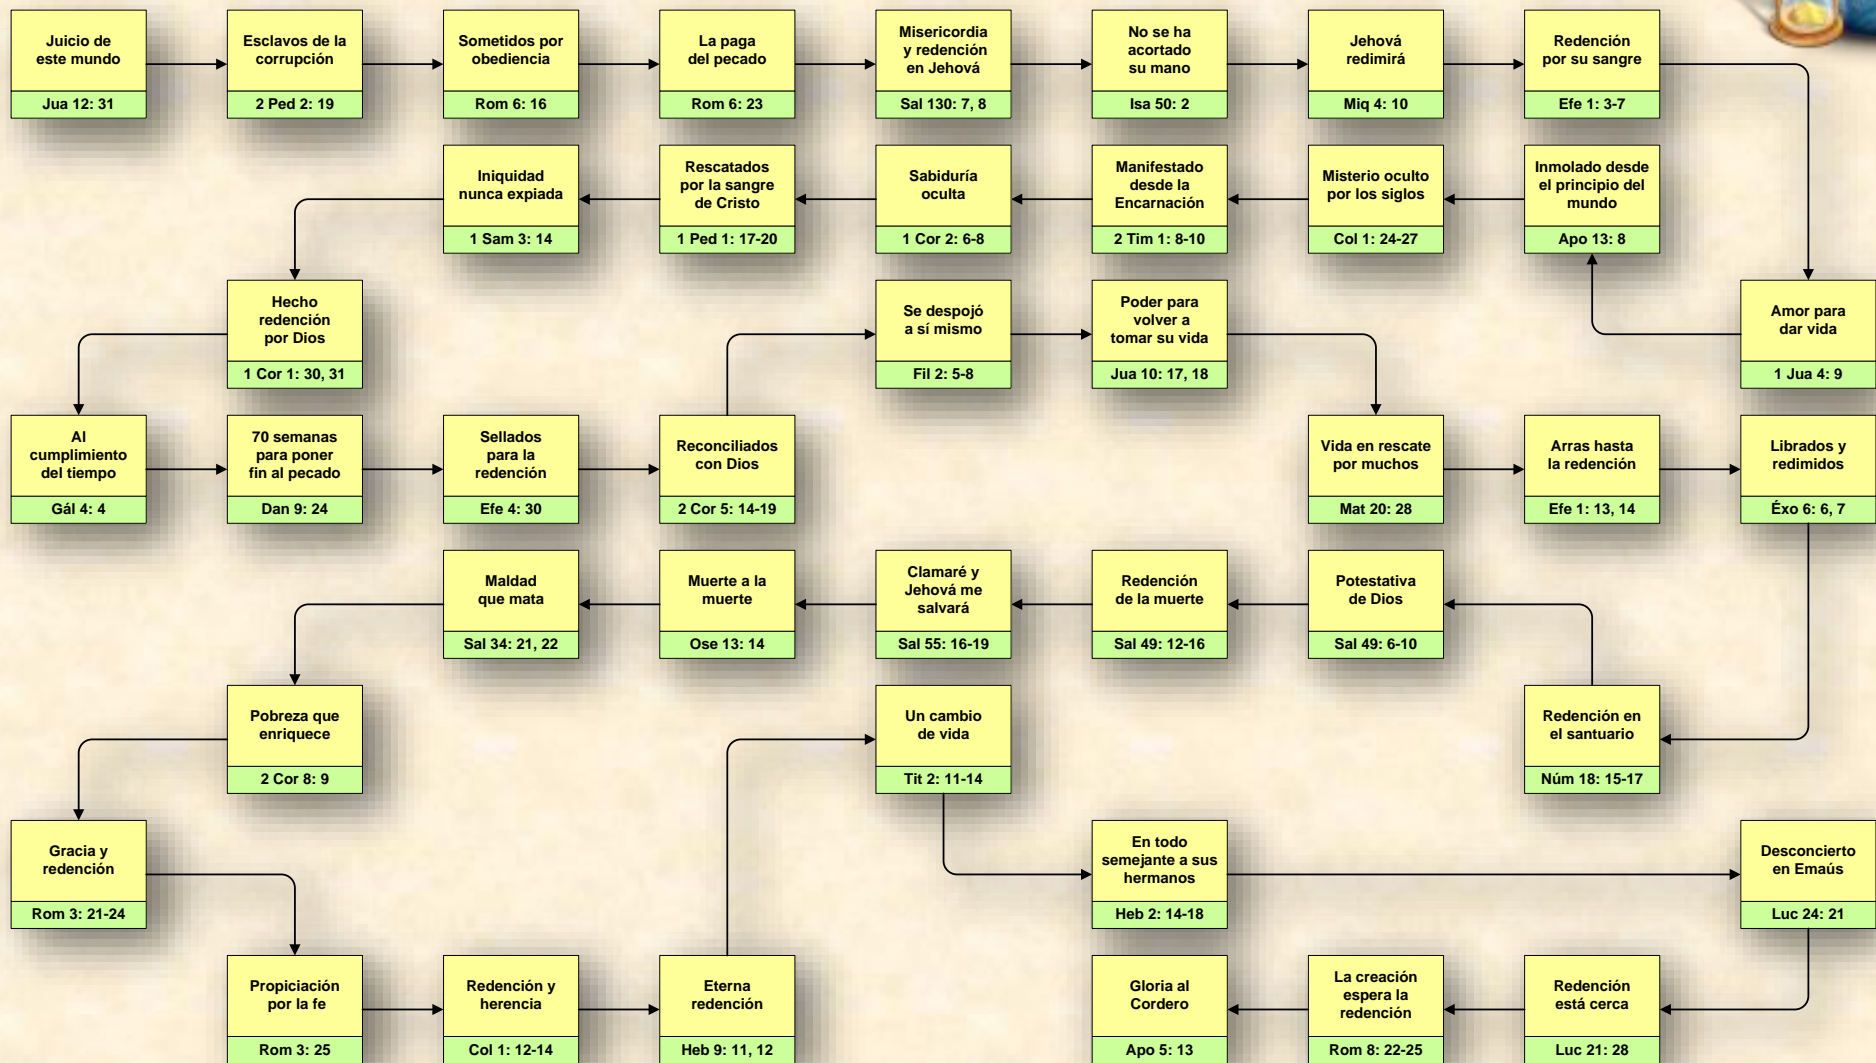 Juicio de
este mundo
Jua 12: 31
Esclavos de la
corrupción
2 Ped 2: 19
Sometidos por
obediencia
Rom 6: 16
La paga
del pecado
Rom 6: 23
Misericordia
y redención
en Jehová
Sal 130: 7, 8
No se ha
acortado
su mano
Isa 50: 2
Jehová
redimirá
Miq 4: 10
Redención
por su sangre
Efe 1: 3-7
Amor para
dar vida
1 Jua 4: 9
Inmolado desde
el principio del
mundo
Apo 13: 8
Misterio oculto
por los siglos
Col 1: 24-27
Manifestado
desde la
Encarnación
2 Tim 1: 8-10
Sabiduría
oculta
1 Cor 2: 6-8
Rescatados
por la sangre
de Cristo
1 Ped 1: 17-20
Iniquidad
nunca expiada
1 Sam 3: 14
Hecho
redención
por Dios
1 Cor 1: 30, 31
Al
cumplimiento
del tiempo
Gál 4: 4
70 semanas
para poner
fin al pecado
Dan 9: 24
Sellados
para la
redención
Efe 4: 30
Reconciliados
con Dios
2 Cor 5: 14-19
Se despojó
a sí mismo
Fil 2: 5-8
Poder para
volver a
tomar su vida
Jua 10: 17, 18
Vida en rescate
por muchos
Mat 20: 28
Arras hasta
la redención
Efe 1: 13, 14
Librados y
redimidos
Éxo 6: 6, 7
Redención en
el santuario
Núm 18: 15-17
Potestativa
de Dios
Sal 49: 6-10
Redención
de la muerte
Sal 49: 12-16
Clamaré y
Jehová me
salvará
Sal 55: 16-19
Muerte a la
muerte
Ose 13: 14
Maldad
que mata
Sal 34: 21, 22
Pobreza que
enriquece
2 Cor 8: 9
Gracia y
redención
Rom 3: 21-24
Propiciación
por la fe
Rom 3: 25
Redención y
herencia
Col 1: 12-14
Eterna
redención
Heb 9: 11, 12
Un cambio
de vida
Tit 2: 11-14
En todo
semejante a sus
hermanos
Heb 2: 14-18
Desconcierto
en Emaús
Luc 24: 21
Redención
está cerca
Luc 21: 28
La creación
espera la
redención
Rom 8: 22-25
Gloria al
Cordero
Apo 5: 13